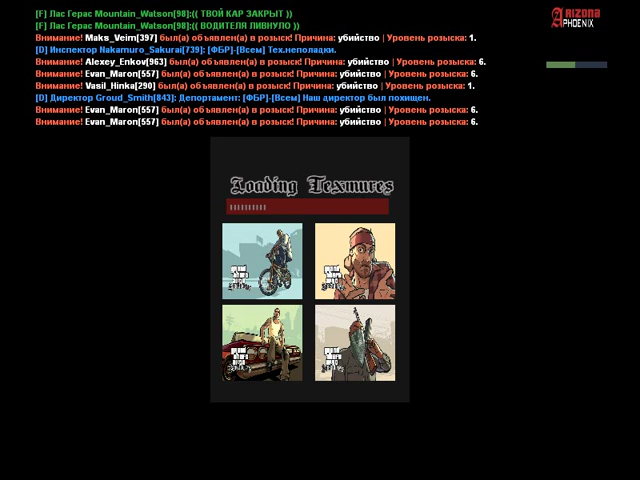 [F] Лас Герас Mountain_Watson[98]:(( ТВОЙ КАР ЗАКРЫТ ))
[F] Лас Герас Mountain_Watson[98]:(( ВОДИТЕЛЯ ЛИВНУЛО ))
Внимание! Maks_Veim[397] был(а) объявлен(а) в розыск! Причина: убийство | Уровень розыска: 1.
[D] Инспектор Nakamuro_Sakurai[739]: [ФБР]-[Всем] Тех.неполадки.
Внимание! Alexey_Enkov[963] был(а) объявлен(а) в розыск! Причина: убийство | Уровень розыска: 6.
Внимание! Evan_Maron[557] был(а) объявлен(а) в розыск! Причина: убийство | Уровень розыска: 6.
Внимание! Vasil_Hinka[290] был(а) объявлен(а) в розыск! Причина: убийство | Уровень розыска: 1.
[D] Директор Groud_Smith[843]: Департомент: [ФБР]-[Всем] Наш директор был похищен.
Внимание! Evan_Maron[557] был(а) объявлен(а) в розыск! Причина: убийство | Уровень розыска: 6.
Внимание! Evan_Maron[557] был(а) объявлен(а) в розыск! Причина: убийство | Уровень розыска: 6.
ARIZONA
PHOENIX
Loading Texmures